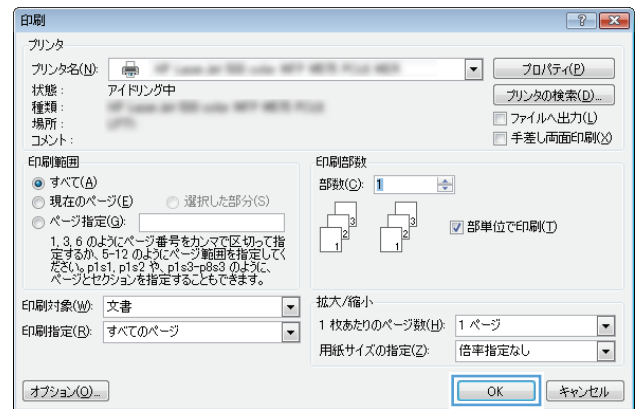 印刷
プリンタ
プリンタ名(N):
プロパティ(P)
状態: アイドリング中
プリンタの検索(D)...
種類:
場所:
ファイルへ出力(L)
コメント:
手差し両面印刷(X)
印刷範囲
すべて(A)
現在のページ(E) 選択した部分(S)
ページ指定(G):
1, 3, 6 のようにページ番号をカンマで区切って指
定するか、5-12 のようにページ範囲を指定してく
ださい。p1s1, p1s2 や、p1s3-p8s3 のように、
ページとセクションを指定することもできます。
印刷部数
部数(C): 1
3 3
2 2
1 1
部単位で印刷(T)
印刷対象(W): 文書
印刷指定(R): すべてのページ
拡大/縮小
1 枚あたりのページ数(H): 1 ページ
用紙サイズの指定(Z): 倍率指定なし
オプション(O)...
OK キャンセル